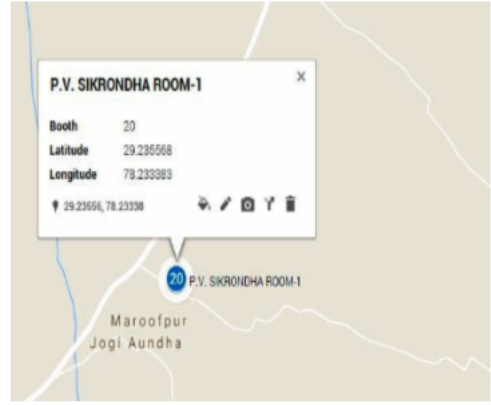 P.V. SIKRONDHA ROOM-1
Booth 20
Latitude 29.235568
Longitude 78.233383
29.23556, 78.23338
20 P.V. SIKRONDHA ROOM-1
Maroofpur
Jogi Aundha